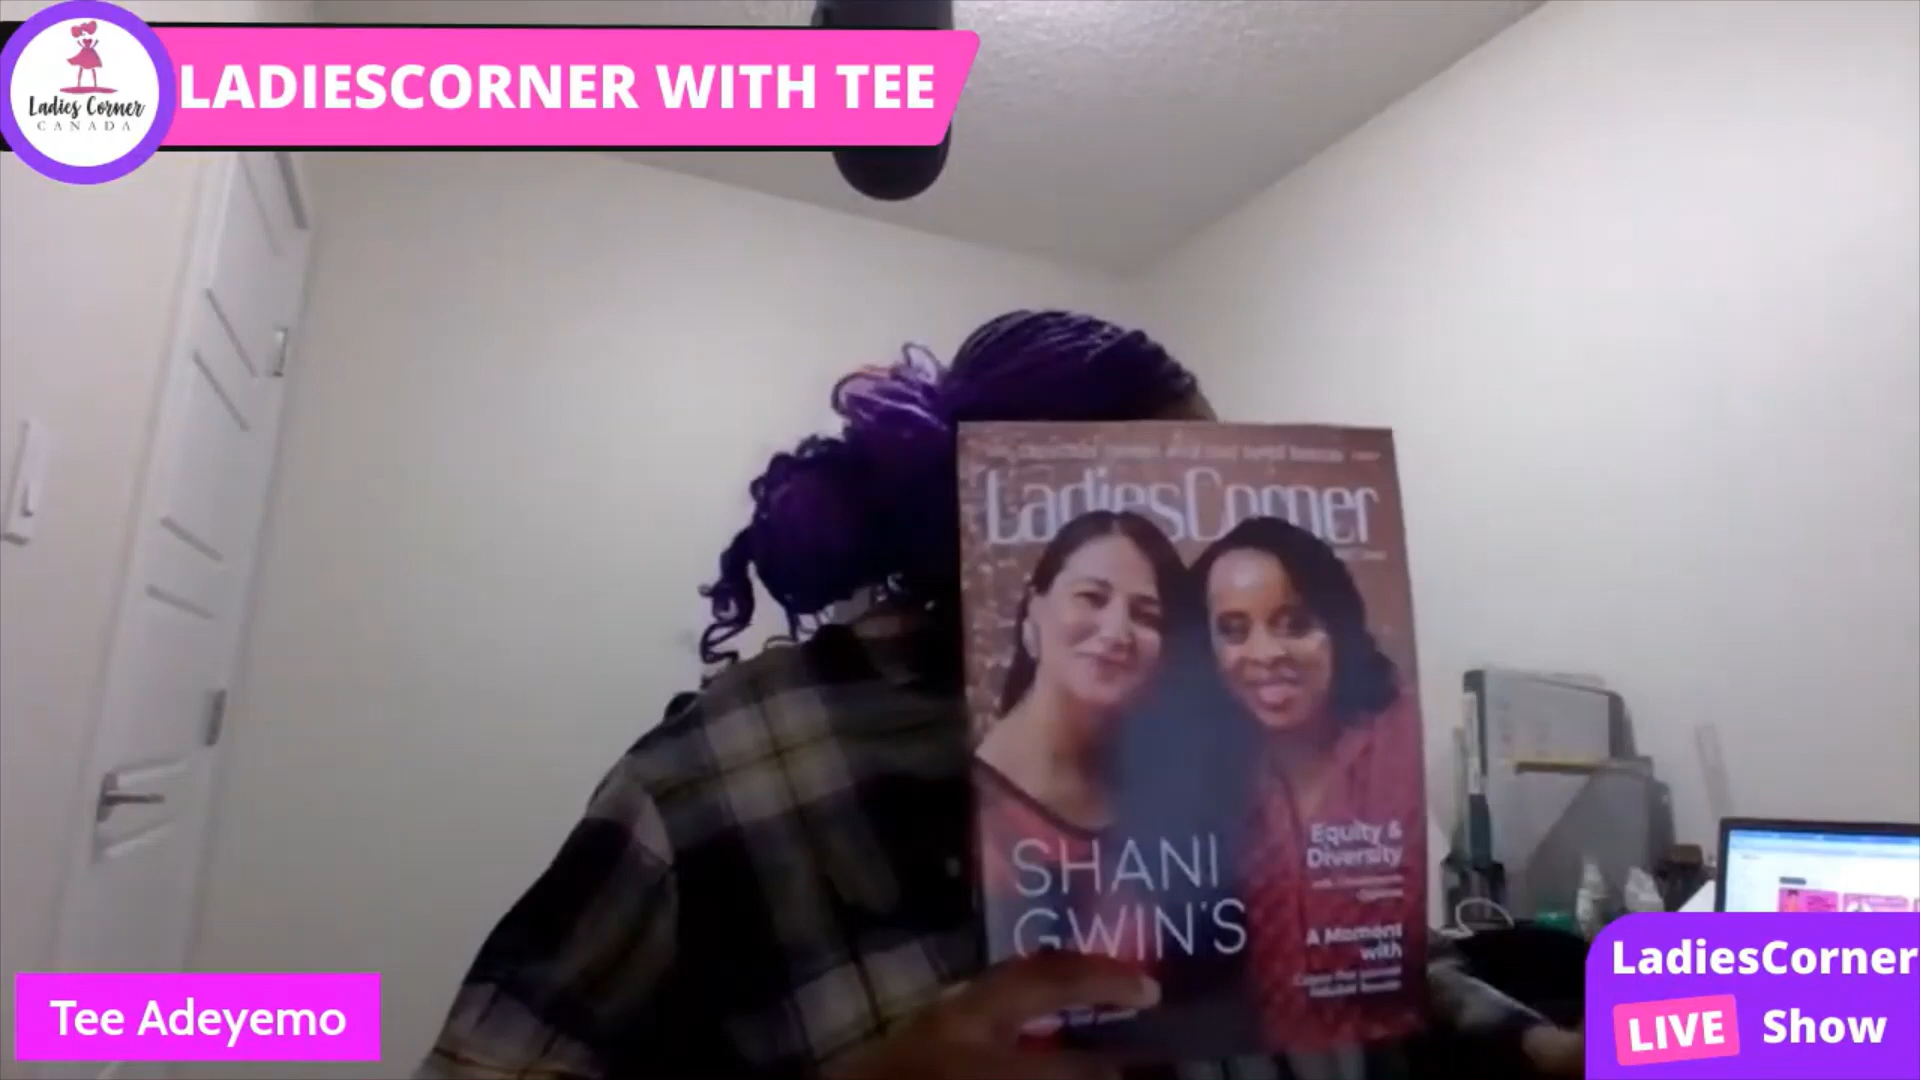 LADIESCORNER WITH TEE
Ladies Corner
CANADA
LadiesCorner
SHANI
GWIN'S
Equity &
Diversity
A Moment
with
Tee Adeyemo
LadiesCorner
LIVE Show